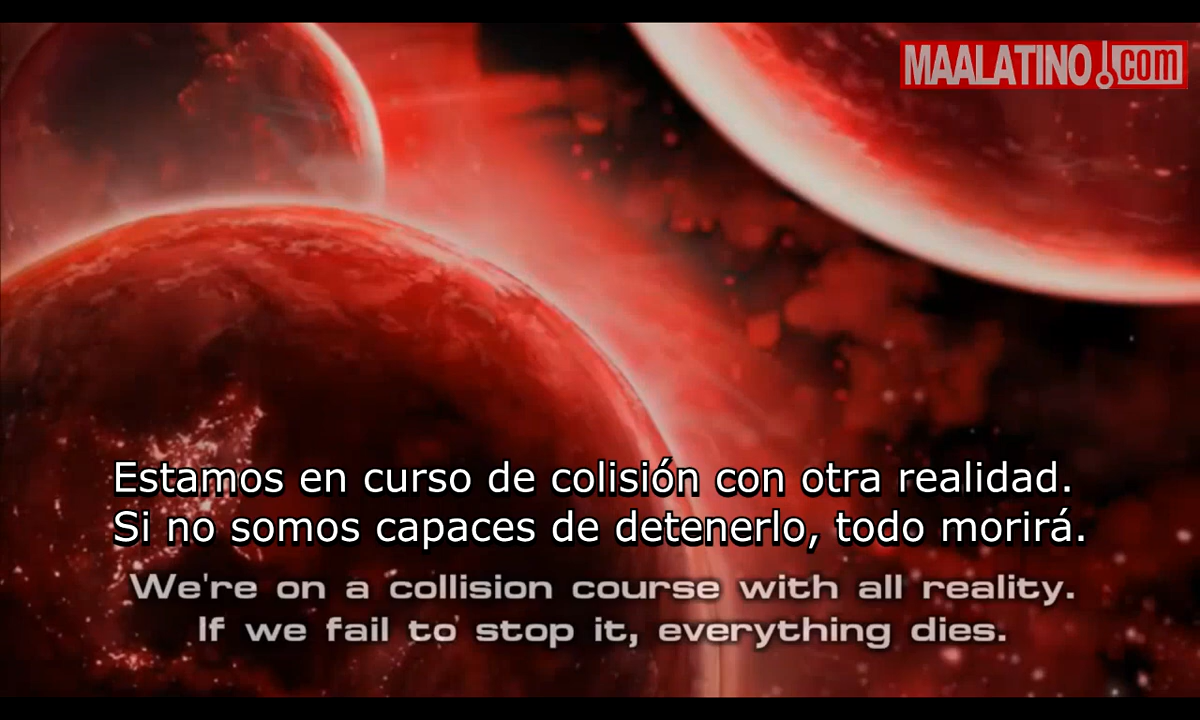 MAALATINO!.com
Estamos en curso de colisión con otra realidad.
Si no somos capaces de detenerlo, todo morirá.
We're on a collision course with all reality.
If we fail to stop it, everything dies.